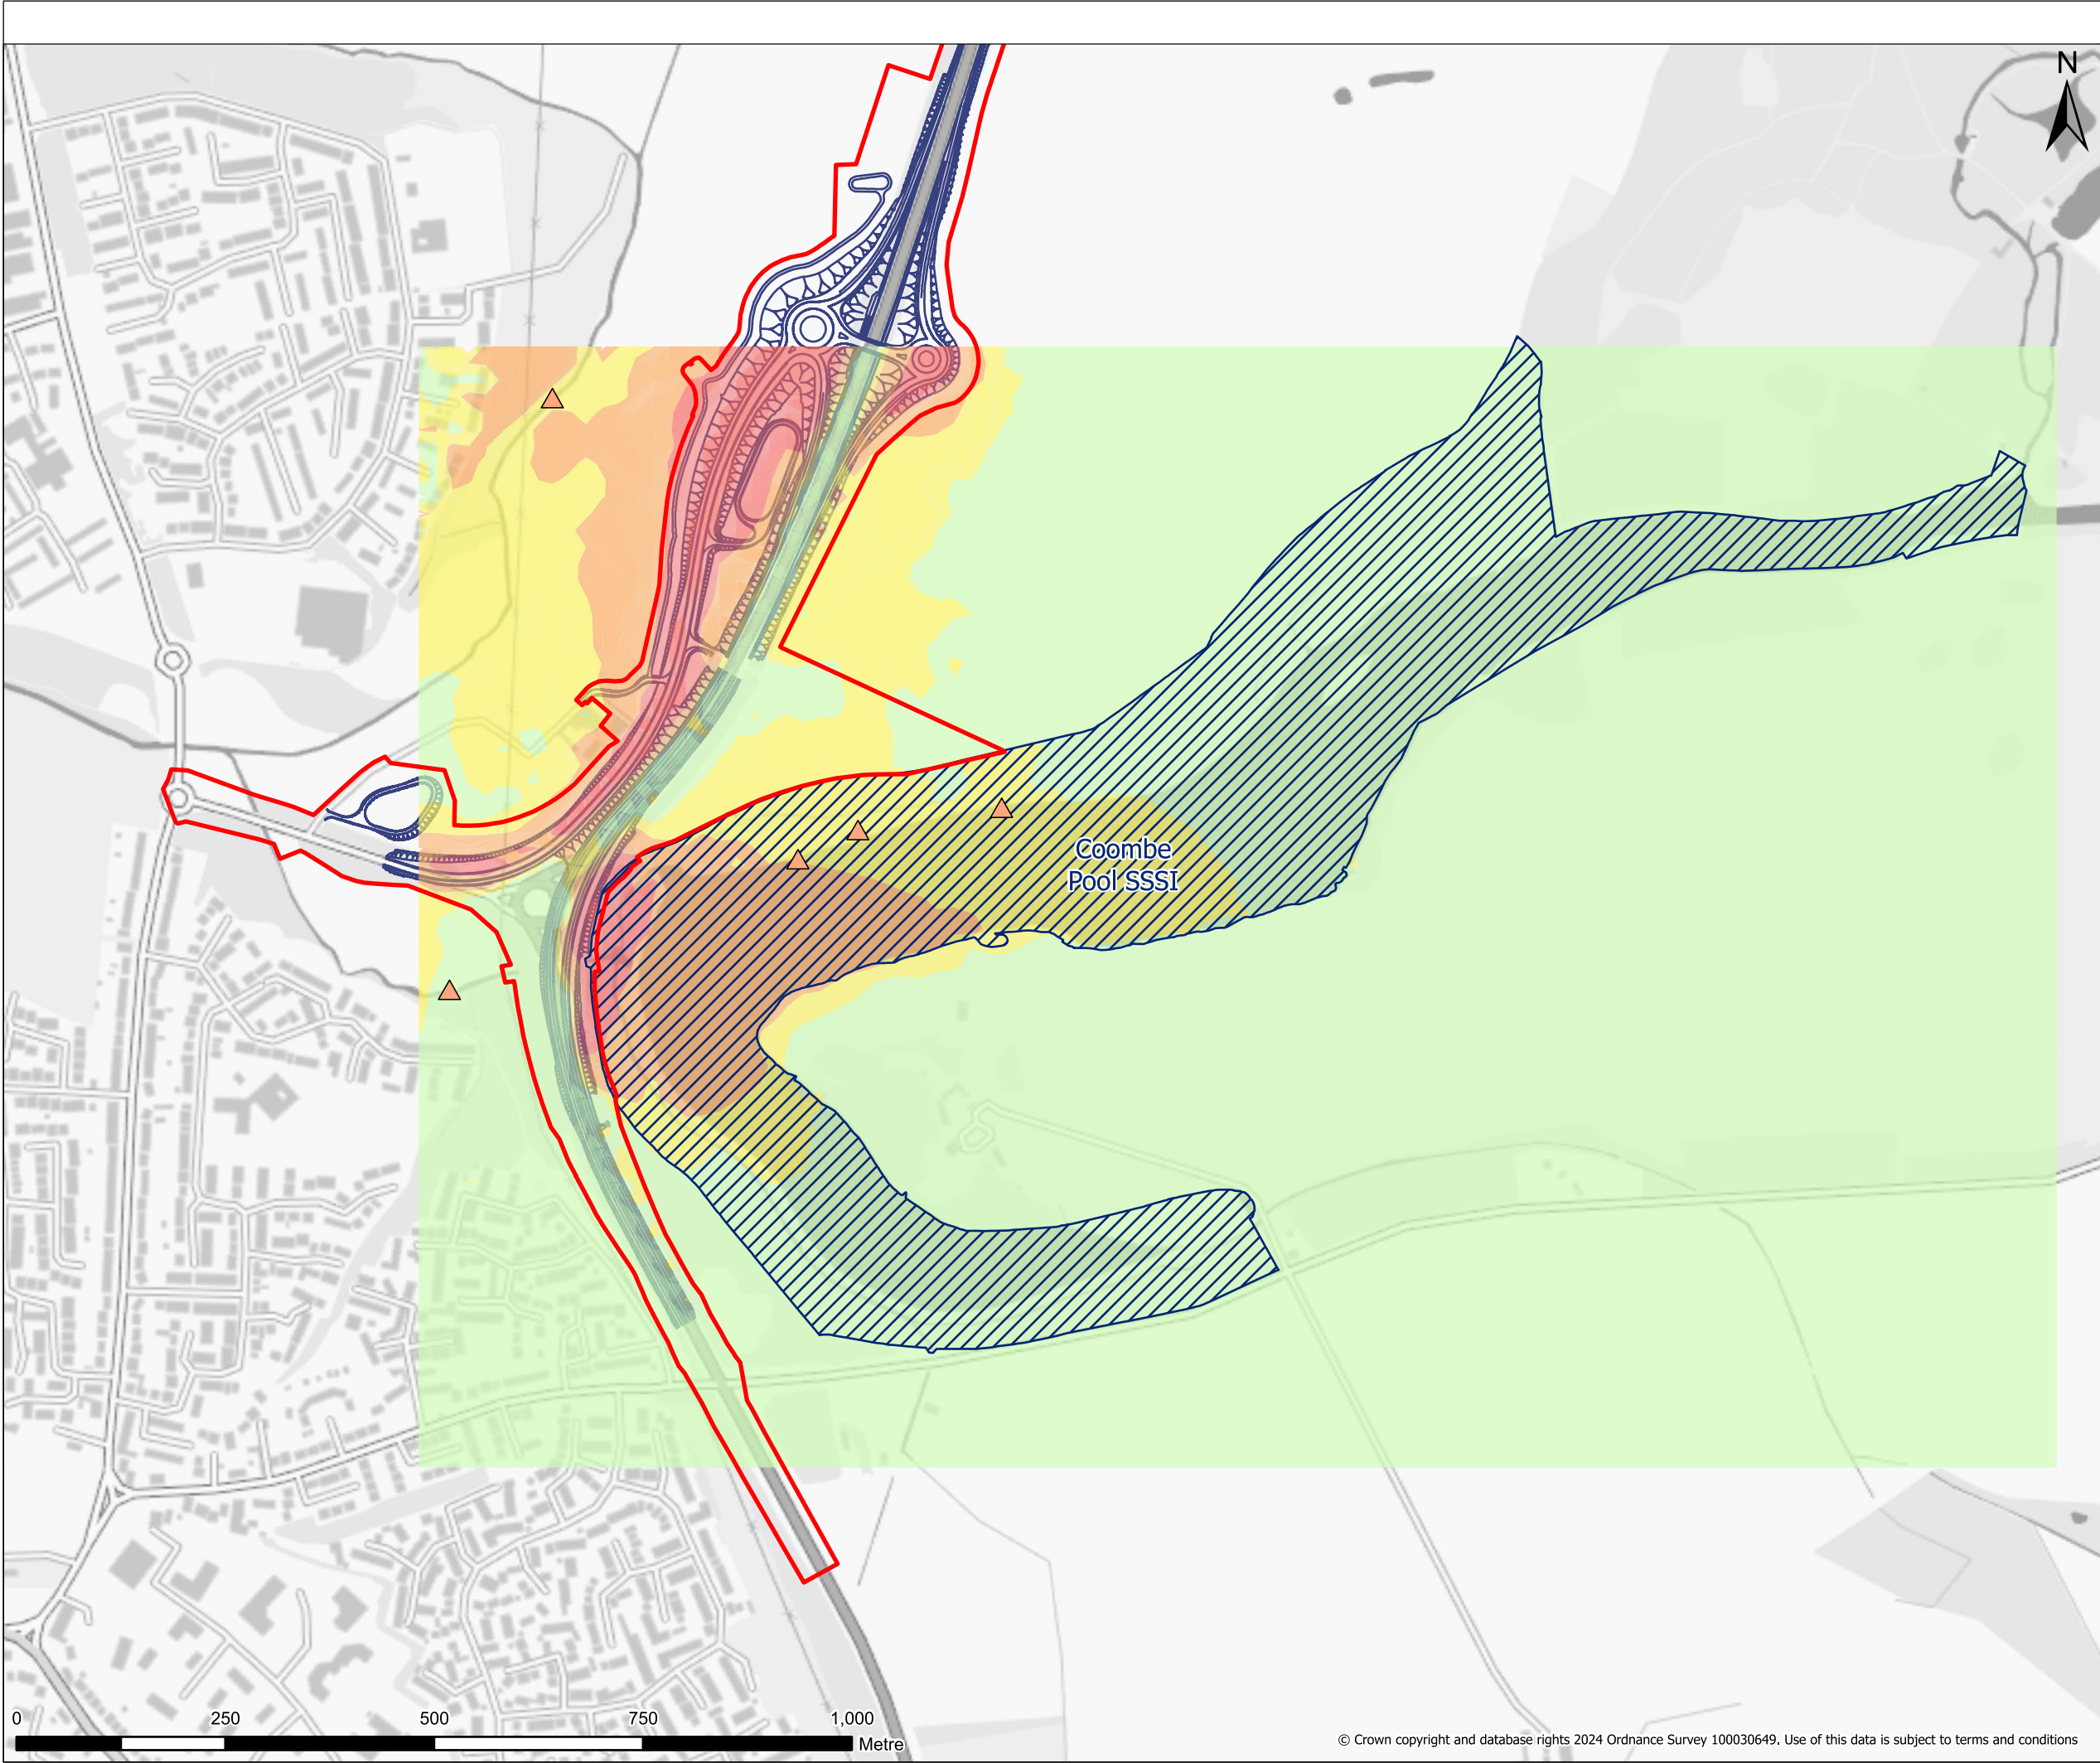 N
Coombe
Pool SSSI
0 250 500 750 1,000
Metre
© Crown copyright and database rights 2024 Ordnance Survey 100030649. Use of this data is subject to terms and conditions